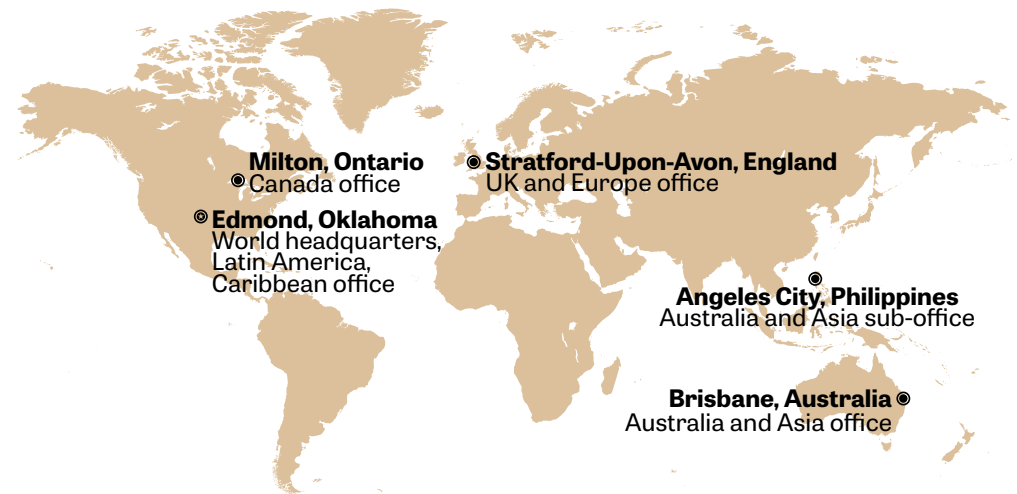 Milton, Ontario
Canada office
Stratford-Upon-Avon, England
UK and Europe office
Edmond, Oklahoma
World headquarters,
Latin America,
Caribbean office
Angeles City, Philippines
Australia and Asia sub-office
Brisbane, Australia
Australia and Asia office